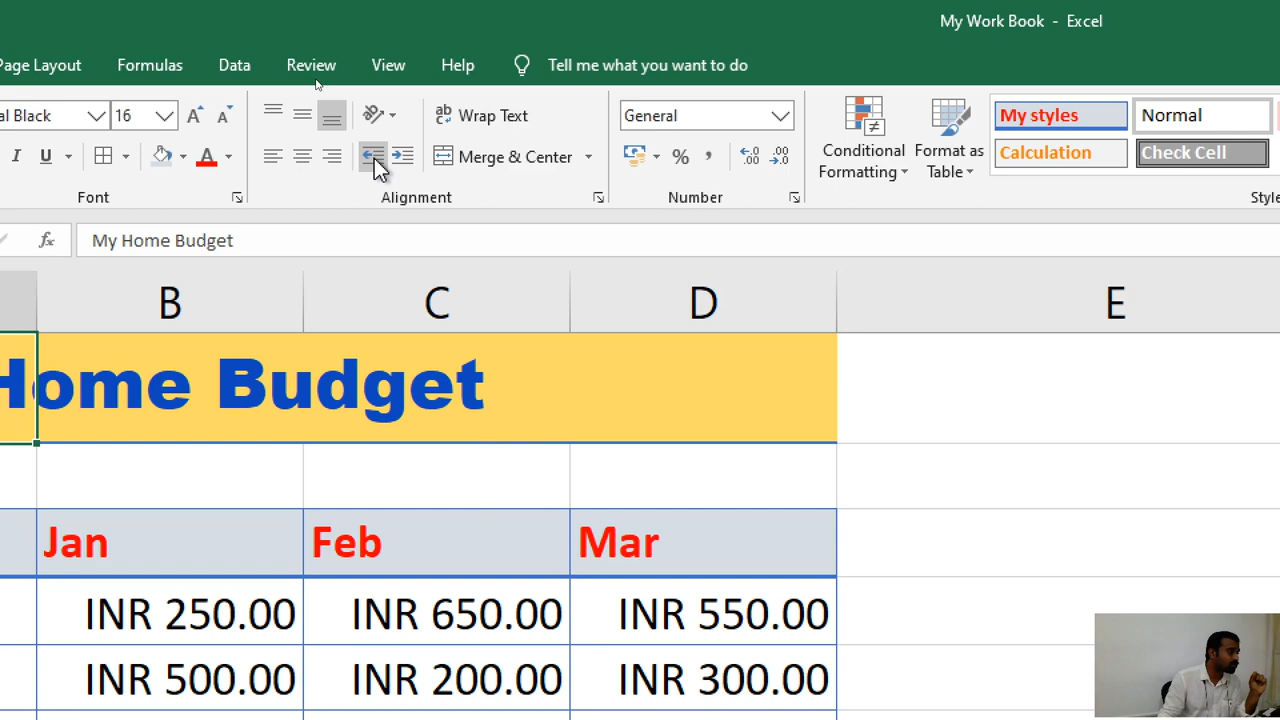 My Work Book - Excel
Page Layout Formulas Data Review View Help Tell me what you want to do
al Black 16 Wrap Text General My styles Normal
U Merge & Center % , Conditional Formatting Format as Table Calculation Check Cell
Font Alignment Number Style
fx My Home Budget
B C D E
Home Budget
Jan Feb Mar
INR 250.00 INR 650.00 INR 550.00
INR 500.00 INR 200.00 INR 300.00